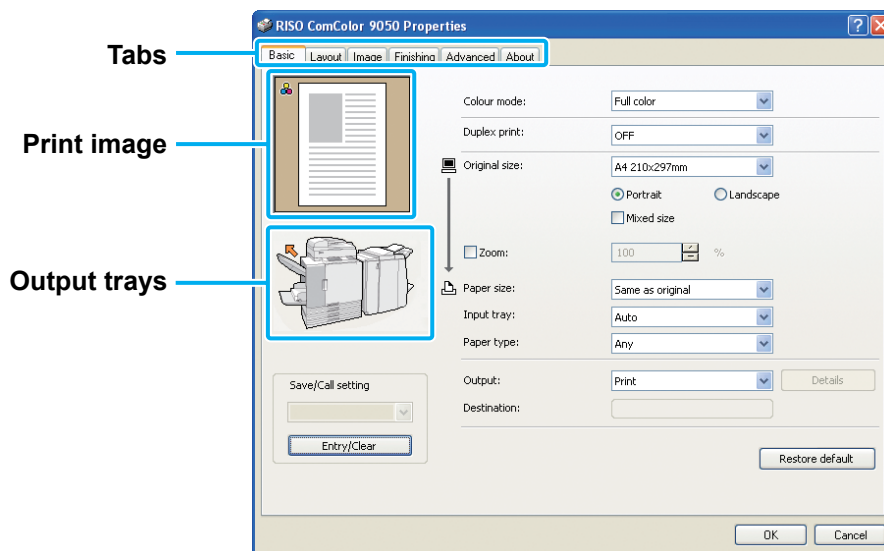 RISO ComColor 9050 Properties
Tabs
Basic Layout Image Finishing Advanced About
Print image
Colour mode: Full color
Duplex print: OFF
Original size: A4 210x297mm
Portrait Landscape
Mixed size
Zoom: 100 %
Output trays
Paper size: Same as original
Input tray: Auto
Paper type: Any
Save/Call setting
Output: Print Details
Destination:
Entry/Clear
Restore default
OK Cancel